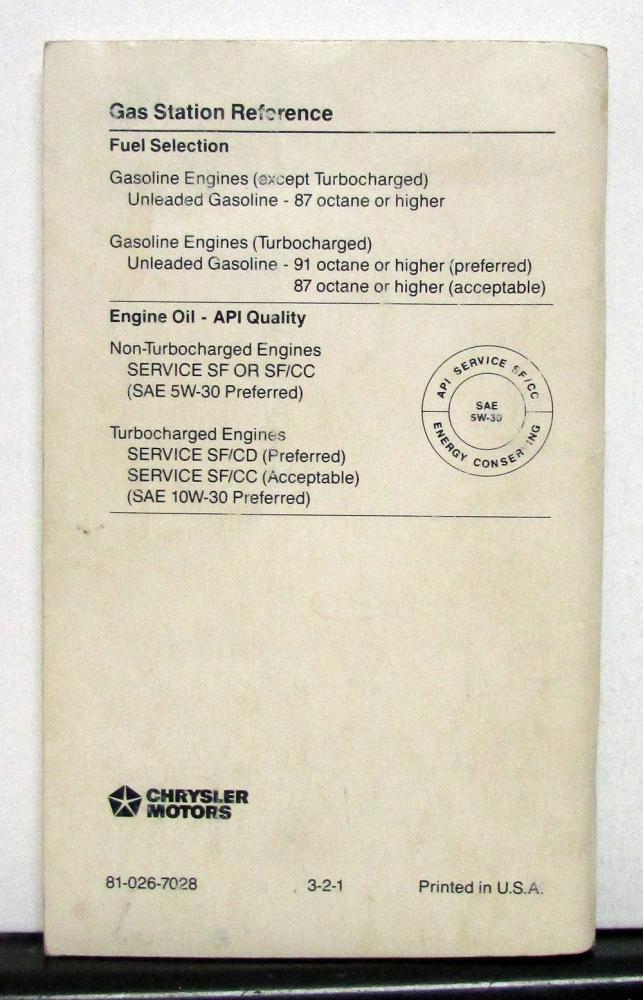 Gas Station Reference
Fuel Selection
Gasoline Engines (except Turbocharged)
Unleaded Gasoline - 87 octane or higher
Gasoline Engines (Turbocharged)
Unleaded Gasoline - 91 octane or higher (preferred)
87 octane or higher (acceptable)
Engine Oil - API Quality
Non-Turbocharged Engines
SERVICE SF OR SF/CC
(SAE 5W-30 Preferred)
API SERVICE SF/CC
SAE
5W-30
ENERGY CONSERVING
Turbocharged Engines
SERVICE SF/CD (Preferred)
SERVICE SF/CC (Acceptable)
(SAE 10W-30 Preferred)
CHRYSLER
MOTORS
81-026-7028 3-2-1 Printed in U.S.A.